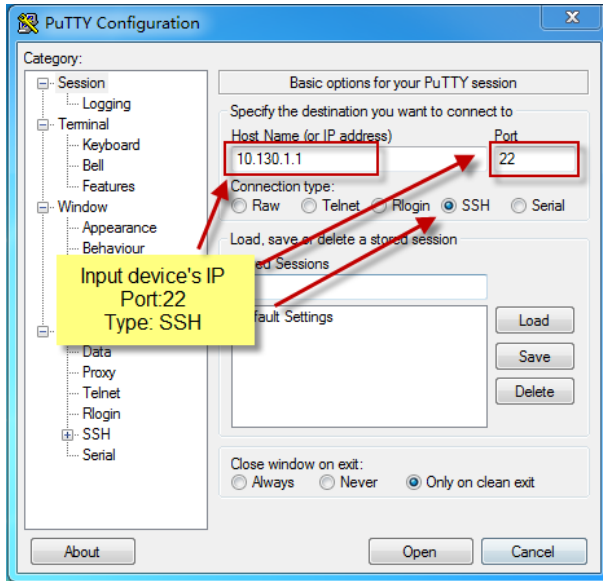 PuTTY Configuration
Category:
Session
Logging
Terminal
Keyboard
Bell
Features
Window
Appearance
Behaviour
Data
Proxy
Telnet
Rlogin
SSH
Serial
Basic options for your PuTTY session
Specify the destination you want to connect to
Host Name (or IP address) Port
10.130.1.1 22
Connection type:
Raw Telnet Rlogin SSH Serial
Load, save or delete a stored session
Sessions
Settings
Load
Save
Delete
Input device's IP
Port:22
Type: SSH
Close window on exit:
Always Never Only on clean exit
About Open Cancel